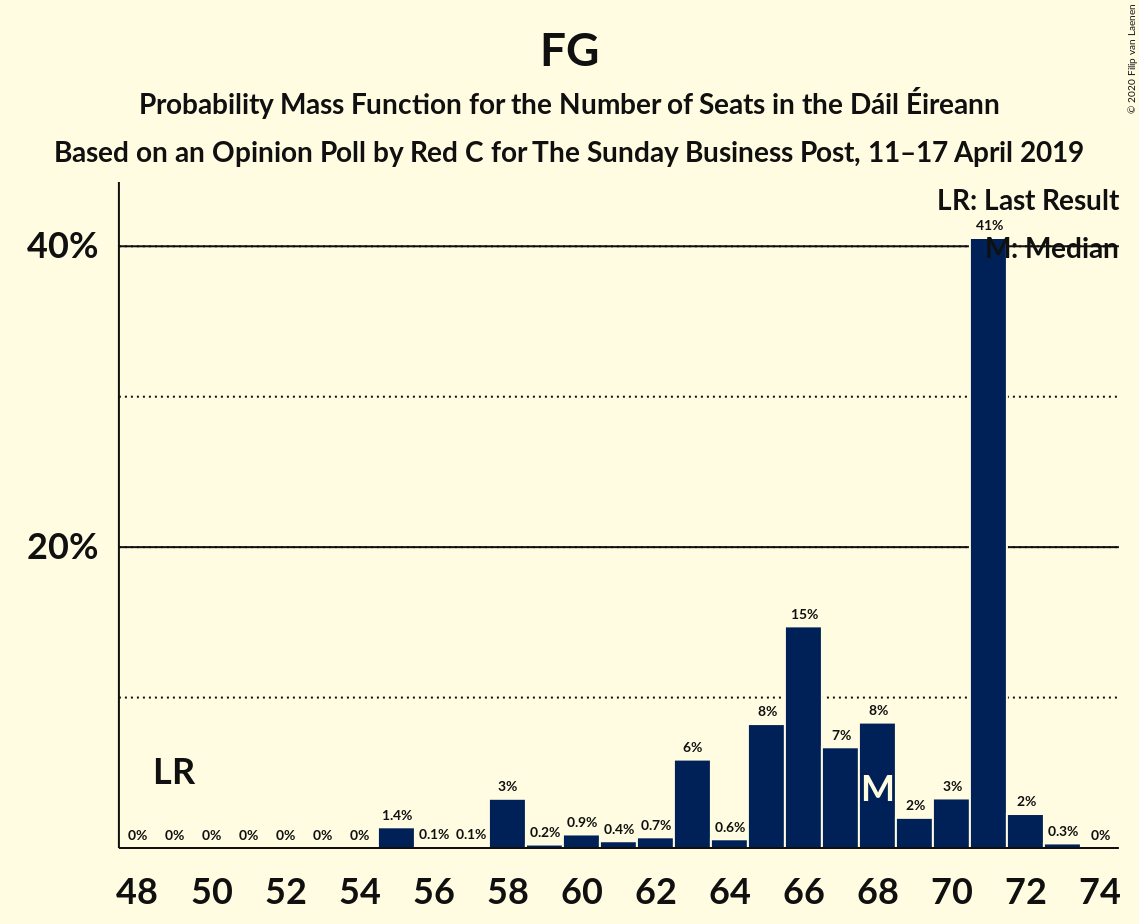 FG
Probability Mass Function for the Number of Seats in the Dáil Éireann
Based on an Opinion Poll by Red C for The Sunday Business Post, 11–17 April 2019
© 2020 Filip van Laenen
LR: Last Result
M: Median
40%
20%
LR
M
0% 0% 0% 0% 0% 0% 0% 1.4% 0.1% 0.1% 3% 0.2% 0.9% 0.4% 0.7% 6% 0.6% 8% 15% 7% 8% 2% 3% 41% 2% 0.3% 0%
48 50 52 54 56 58 60 62 64 66 68 70 72 74